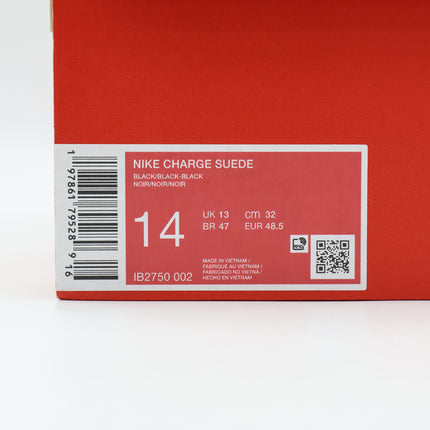 NIKE CHARGE SUEDE
BLACK/BLACK-BLACK
NOIR/NOIR/NOIR
14
UK 13 cm 32
BR 47 EUR 48.5
MADE IN VIETNAM /
FABRIQUÉ AU VIETNAM /
FABRICADO NO VIETNÃ /
HECHO EN VIETNAM
IB2750 002
1 97861 79528 9 16